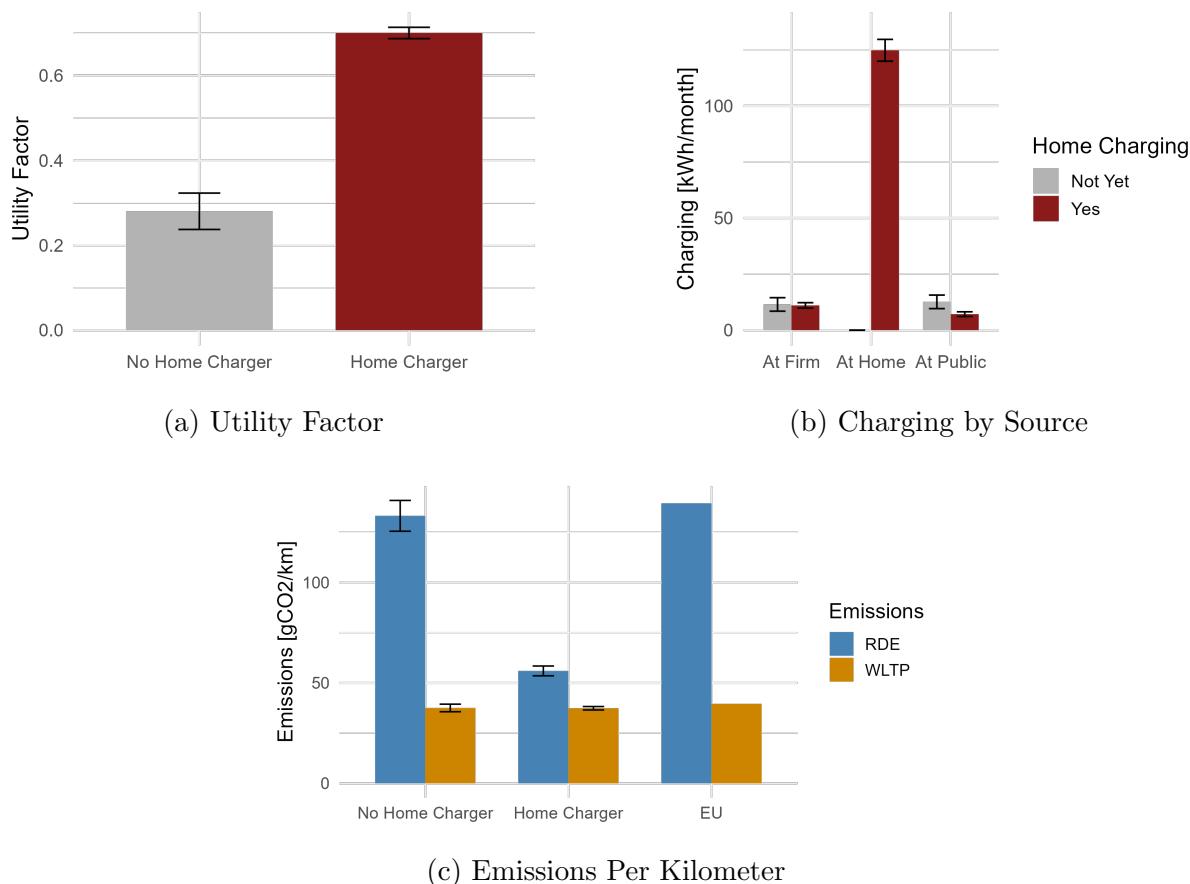 Utility Factor
0.6
0.4
0.2
0.0
No Home Charger
Home Charger
(a) Utility Factor
Charging [kWh/month]
100
50
0
At Firm
At Home
At Public
Home Charging
Not Yet
Yes
(b) Charging by Source
Emissions [gCO2/km]
100
50
0
No Home Charger
Home Charger
EU
Emissions
RDE
WLTP
(c) Emissions Per Kilometer